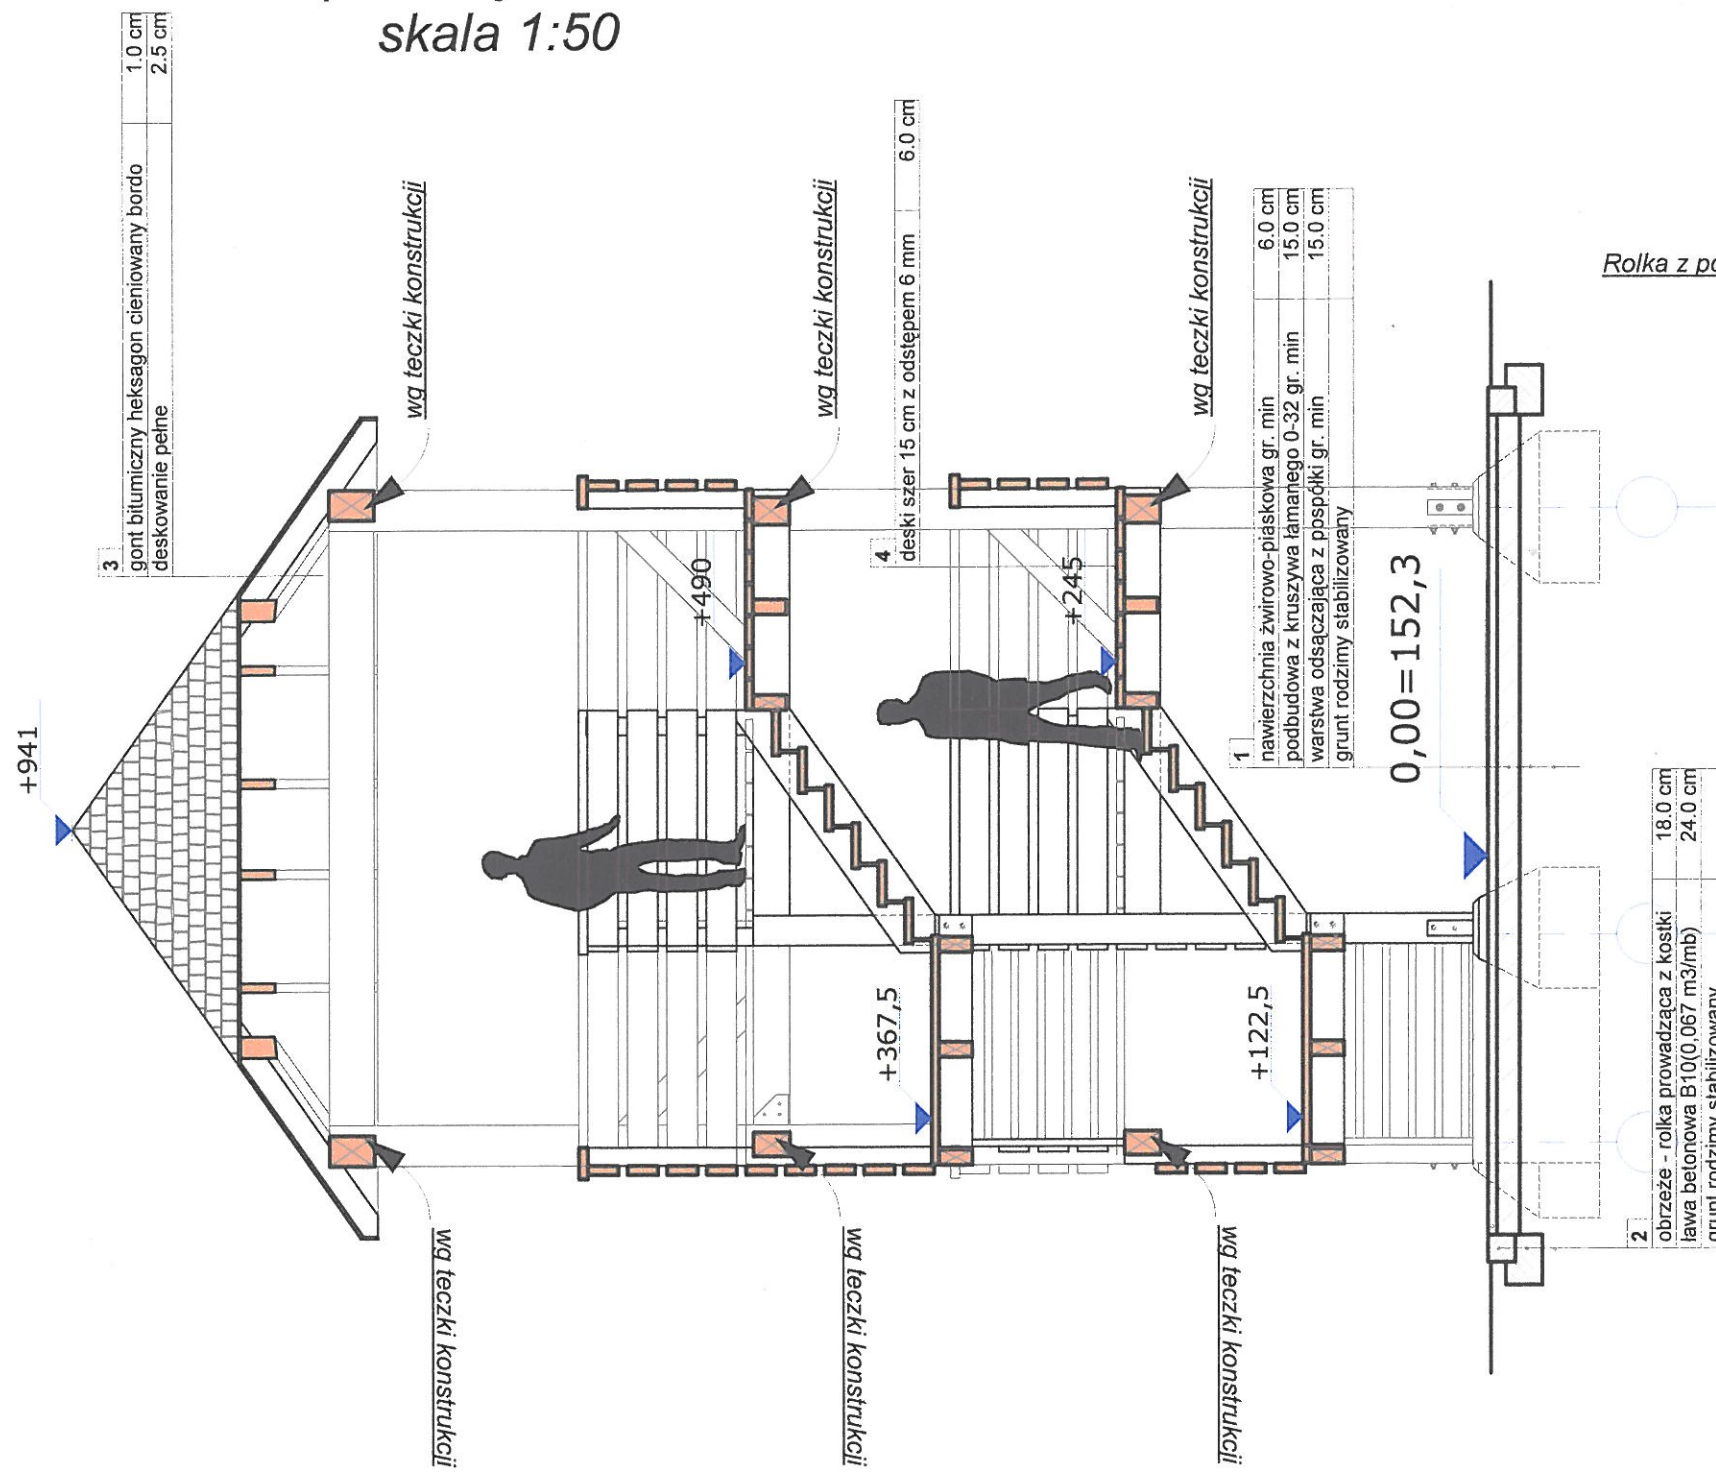 skala 1:50
3
gont bitumiczny heksagon cieniowany bordo 1.0 cm
deskowanie pełne 2.5 cm
+941
wg teczki konstrukcji
wg teczki konstrukcji
wg teczki konstrukcji
4
deski szer 15 cm z odstępem 6 mm 6.0 cm
+490
+245
+367,5
+122,5
1
nawierzchnia żwirowo-piaskowa gr. min 6.0 cm
podbudowa z kruszywa łamanego 0-32 gr. min 15.0 cm
warstwa odsączająca z pospółki gr. min 15.0 cm
grunt rodzimy stabilizowany
0,00=152,3
Rolka z
2
obrzeże - rolka prowadząca z kostki 18.0 cm
ława betonowa B10(0,067 m3/mb) 24.0 cm
grunt rodzimy stabilizowany
wg teczki konstrukcji
wg teczki konstrukcji
wg teczki konstrukcji